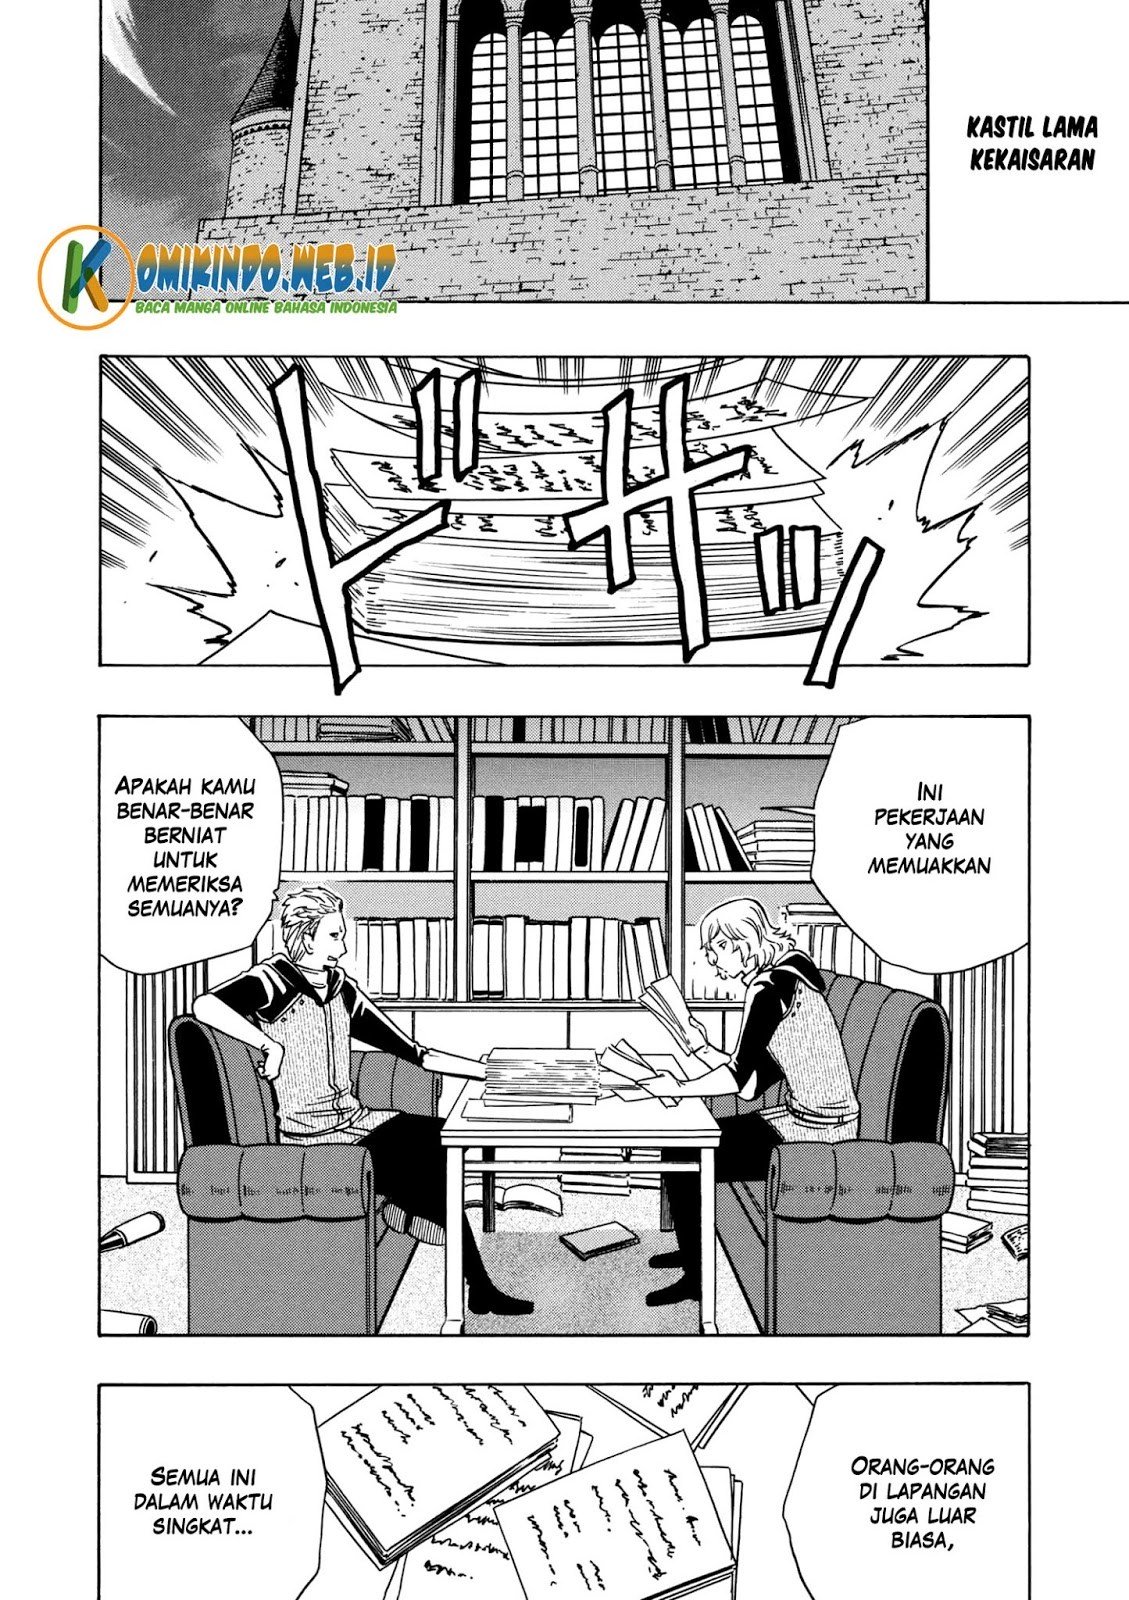 KASTIL LAMA
KEKAISARAN
KOMIKINDO.WEB.ID
BACA MANGA ONLINE BAHASA INDONESIA
ドサッ
INI
PEKERJAAN
YANG
MEMUAKKAN
APAKAH KAMU
BENAR-BENAR
BERNIAT
UNTUK
MEMERIKSA
SEMUANYA?
ORANG-ORANG
DI LAPANGAN
JUGA LUAR
BIASA,
SEMUA INI
DALAM WAKTU
SINGKAT...